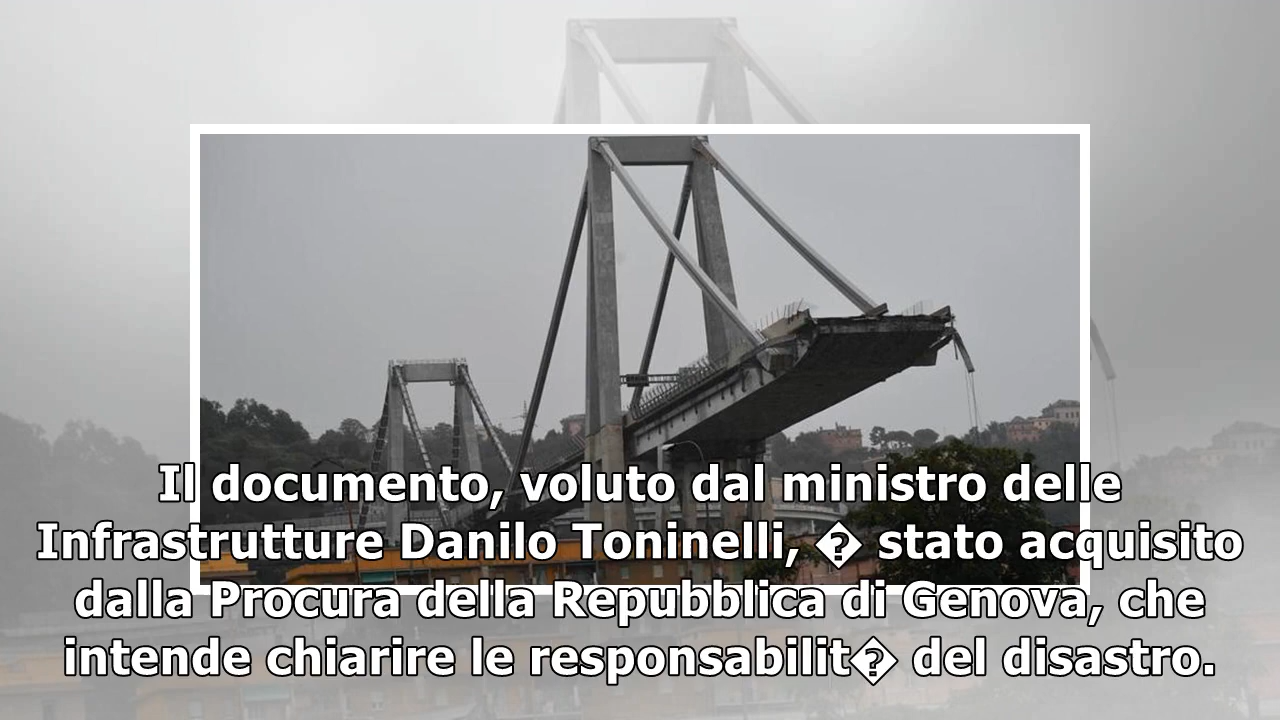 Il documento, voluto dal ministro delle
Infrastrutture Danilo Toninelli, � stato acquisito
dalla Procura della Repubblica di Genova, che
intende chiarire le responsabilit� del disastro.